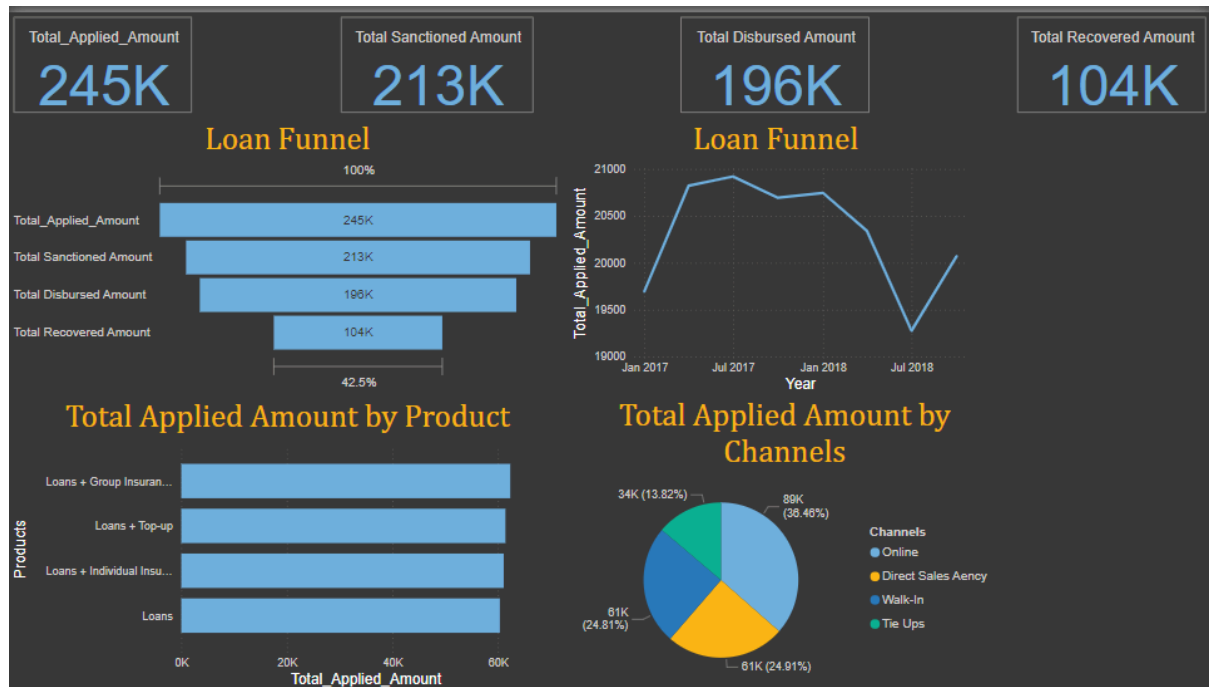 Total_Applied_Amount
245K
Total Sanctioned Amount
213K
Total Disbursed Amount
196K
Total Recovered Amount
104K
Loan Funnel
100%
Total_Applied_Amount
245K
Total Sanctioned Amount
213K
Total Disbursed Amount
196K
Total Recovered Amount
104K
42.5%
Loan Funnel
Total_Applied_Amount
21000
20500
20000
19500
19000
Jan 2017
Jul 2017
Jan 2018
Jul 2018
Year
Total Applied Amount by Product
Products
Loans + Group Insuran...
Loans + Top-up
Loans + Individual Insu...
Loans
0K
20K
40K
60K
Total_Applied_Amount
Total Applied Amount by
Channels
34K (13.82%)
89K
(36.46%)
61K
(24.81%)
61K (24.91%)
Channels
Online
Direct Sales Aency
Walk-In
Tie Ups